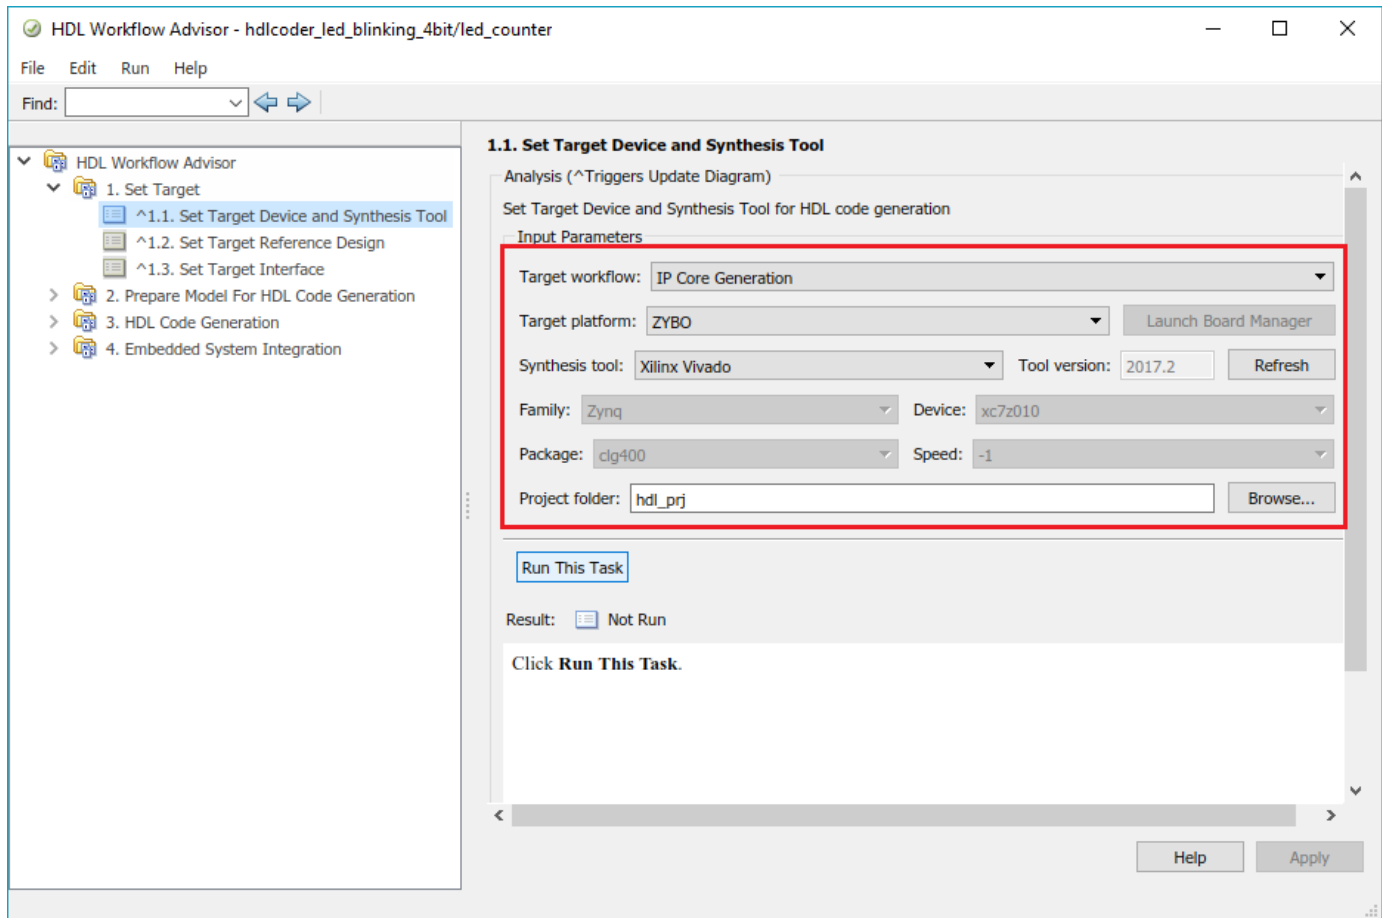 HDL Workflow Advisor - hdlcoder_led_blinking_4bit/led_counter
File Edit Run Help
Find:
HDL Workflow Advisor
1. Set Target
^1.1. Set Target Device and Synthesis Tool
^1.2. Set Target Reference Design
^1.3. Set Target Interface
2. Prepare Model For HDL Code Generation
3. HDL Code Generation
4. Embedded System Integration
1.1. Set Target Device and Synthesis Tool
Analysis (^Triggers Update Diagram)
Set Target Device and Synthesis Tool for HDL code generation
Input Parameters
Target workflow: IP Core Generation
Target platform: ZYBO Launch Board Manager
Synthesis tool: Xilinx Vivado Tool version: 2017.2 Refresh
Family: Zynq Device: xc7z010
Package: clg400 Speed: -1
Project folder: hdl_prj Browse...
Run This Task
Result: Not Run
Click Run This Task.
Help Apply